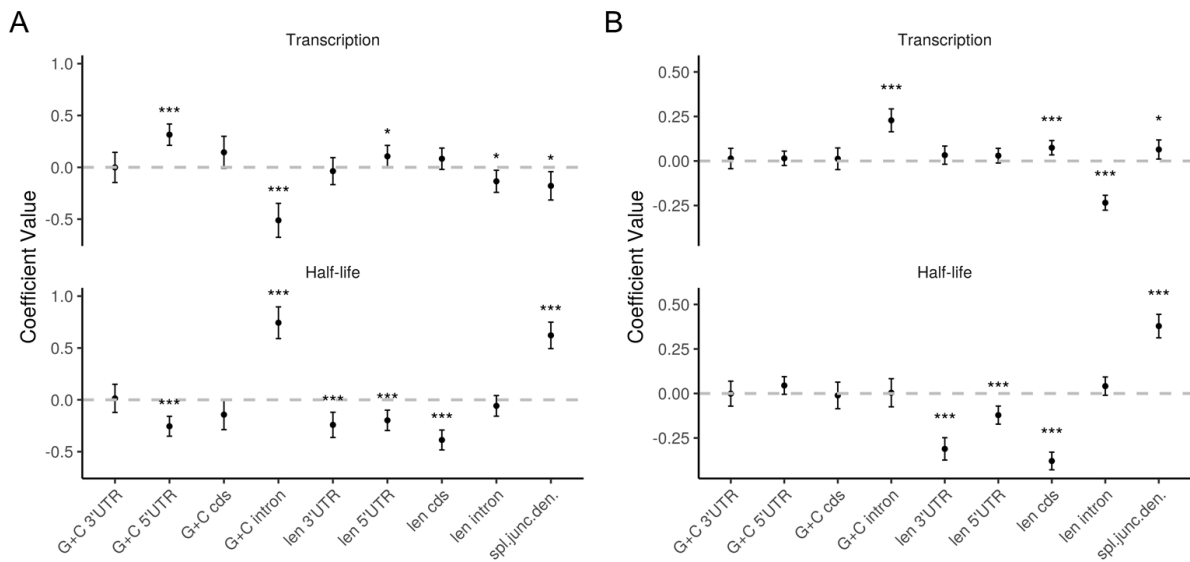 A
Transcription
1.0
0.5
0.0
-0.5
***
*
***
*
*
Half-life
1.0
0.5
0.0
-0.5
***
***
***
***
***
***
Coefficient Value
G+C 3'UTR
G+C 5'UTR
G+C cds
G+C intron
len 3'UTR
len 5'UTR
len cds
len intron
spl.junc.den.
B
Transcription
0.50
0.25
0.00
-0.25
***
***
*
***
Half-life
0.50
0.25
0.00
-0.25
***
***
***
***
Coefficient Value
G+C 3'UTR
G+C 5'UTR
G+C cds
G+C intron
len 3'UTR
len 5'UTR
len cds
len intron
spl.junc.den.